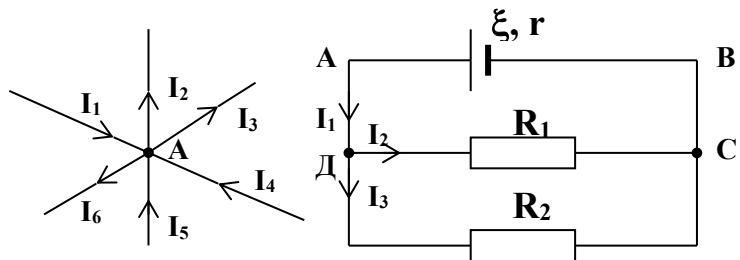 I₁
I₂
I₃
A
I₄
I₅
I₆
ξ, r
А
В
I₁
I₂
R₁
Д
С
I₃
R₂